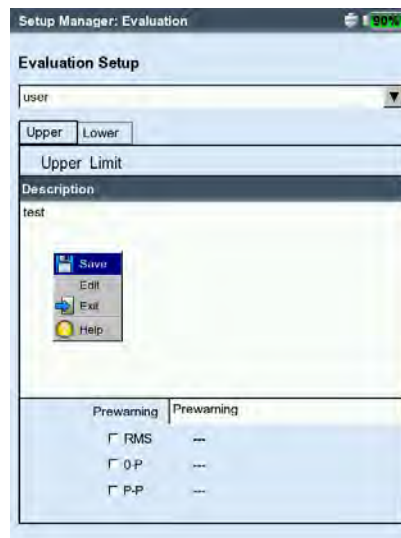 Setup Manager: Evaluation 90%
Evaluation Setup
user
Upper Lower
Upper Limit
Description
test
Save
Edit
Exit
Help
Prewarning Prewarning
RMS ---
0-P ---
P-P ---